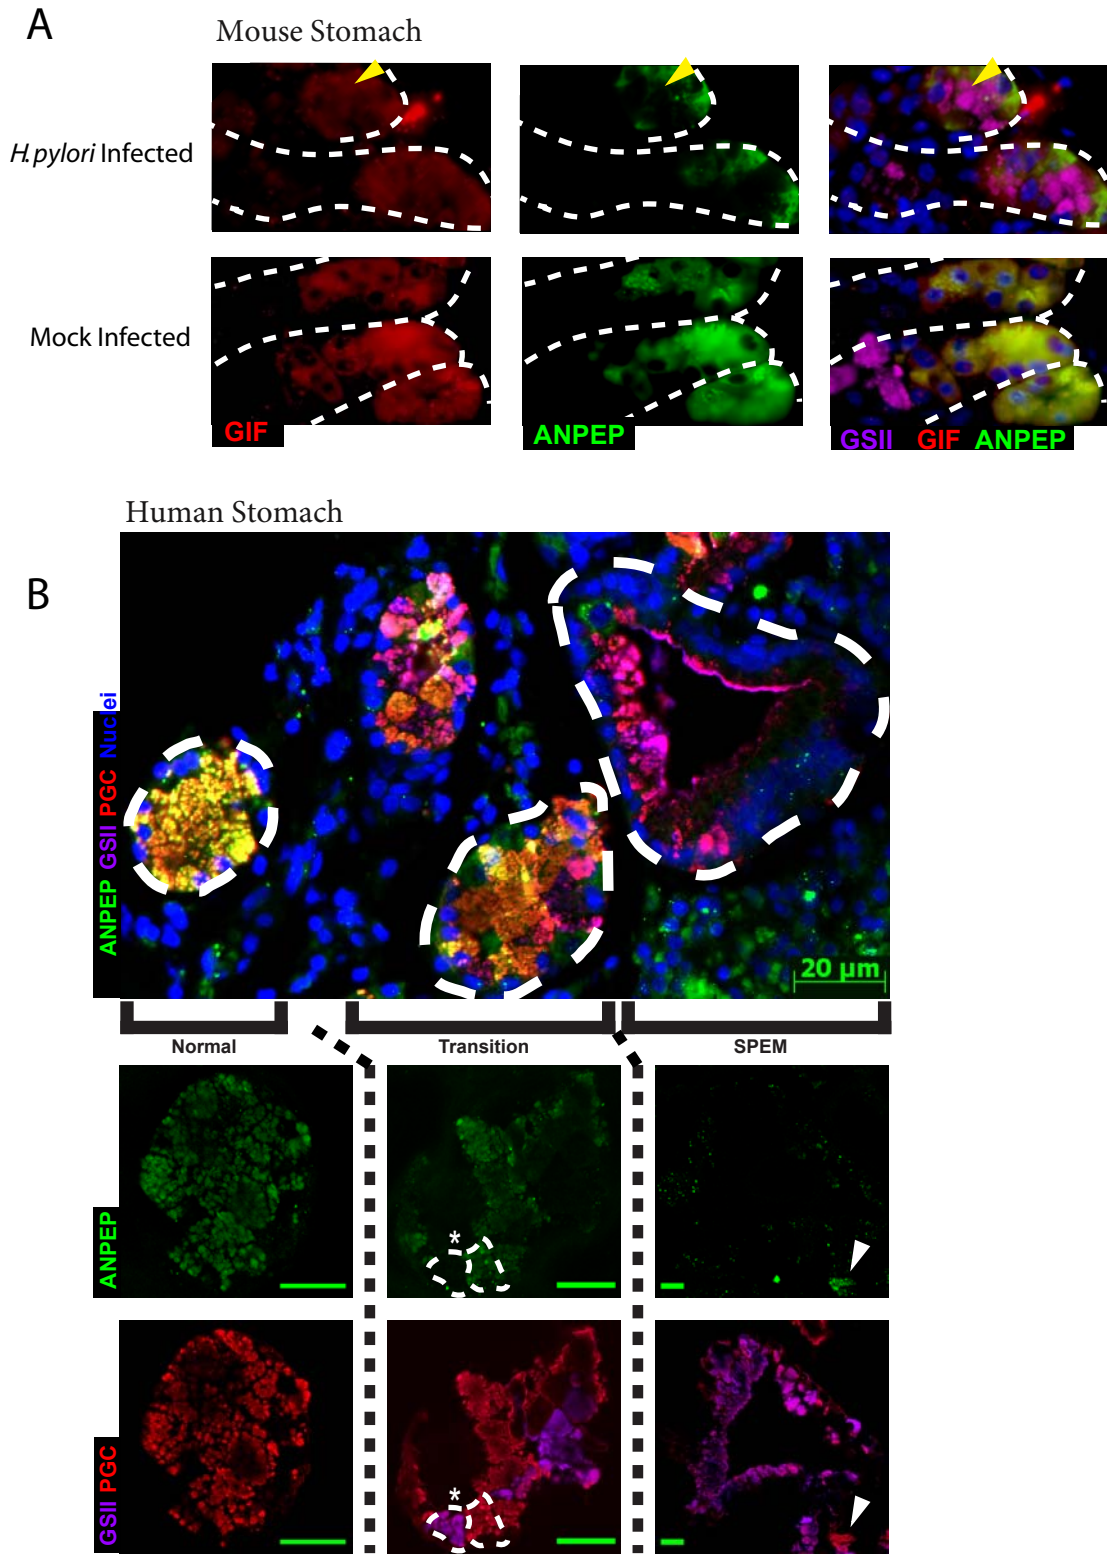 A
Mouse Stomach
H.pylori Infected
Mock Infected
GIF
ANPEP
GSII GIF ANPEP
Human Stomach
B
ANPEP GSII PGC Nuclei
20 µm
Normal
Transition
SPEM
ANPEP
*
GSII PGC
*